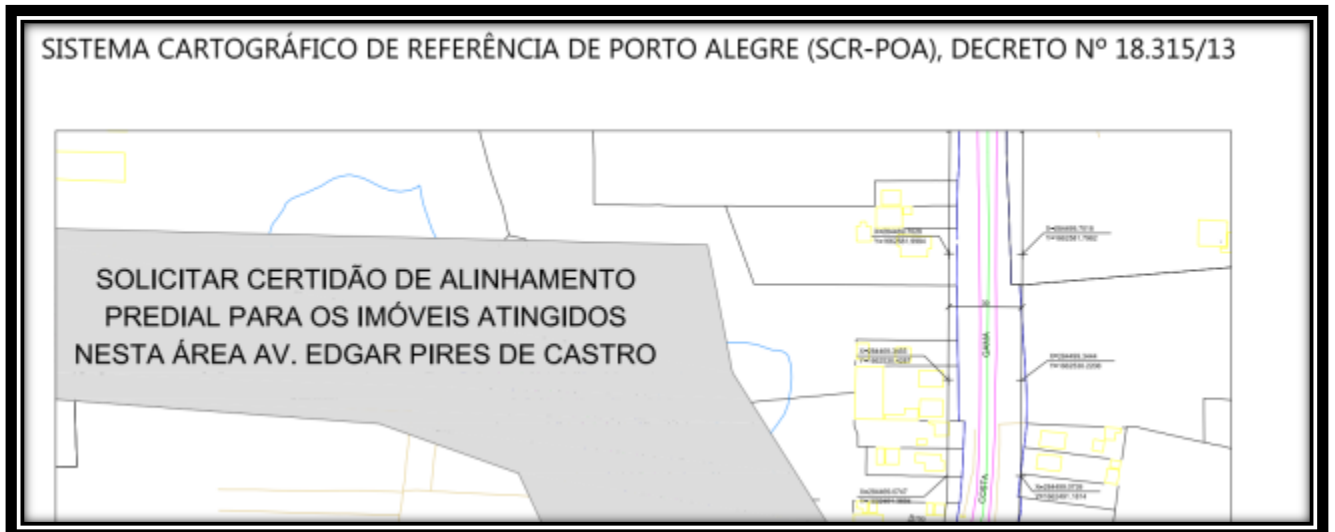 SISTEMA CARTOGRÁFICO DE REFERÊNCIA DE PORTO ALEGRE (SCR-POA), DECRETO Nº 18.315/13
SOLICITAR CERTIDÃO DE ALINHAMENTO
PREDIAL PARA OS IMÓVEIS ATINGIDOS
NESTA ÁREA AV. EDGAR PIRES DE CASTRO
GAMA
COSTA